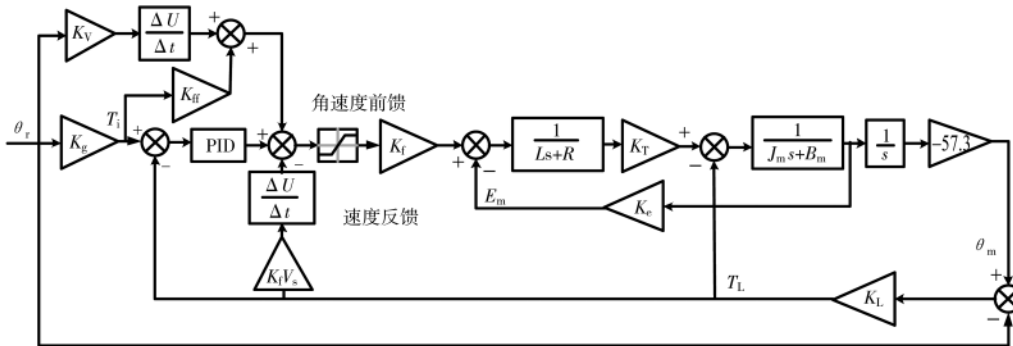 K_V
ΔU
Δt
+
+
K_ff
角速度前馈
θ_r
K_g
T_i
+
−
PID
+
+
−
K_f
+
−
1
Ls+R
K_T
+
−
1
J_m s+B_m
1
s
−57.3
ΔU
Δt
速度反馈
E_m
K_e
θ_m
K_f V_s
T_L
K_L
+
−